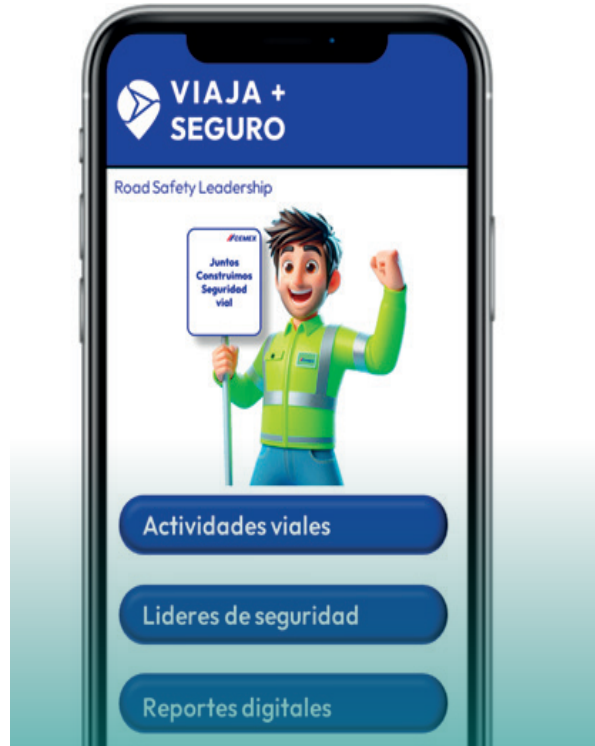 VIAJA +
SEGURO
Road Safety Leadership
CEMEX
Juntos
Construimos
Seguridad
vial
Actividades viales
Lideres de seguridad
Reportes digitales